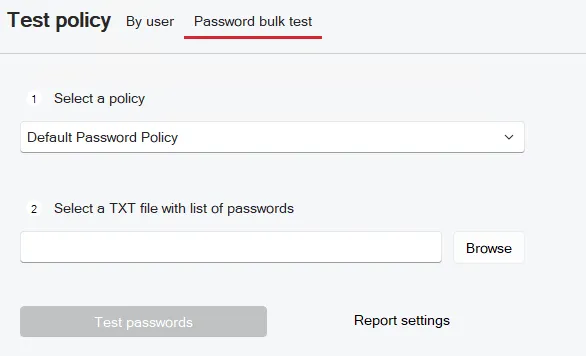 Test policy By user Password bulk test
1 Select a policy
Default Password Policy
2 Select a TXT file with list of passwords
Browse
Test passwords Report settings